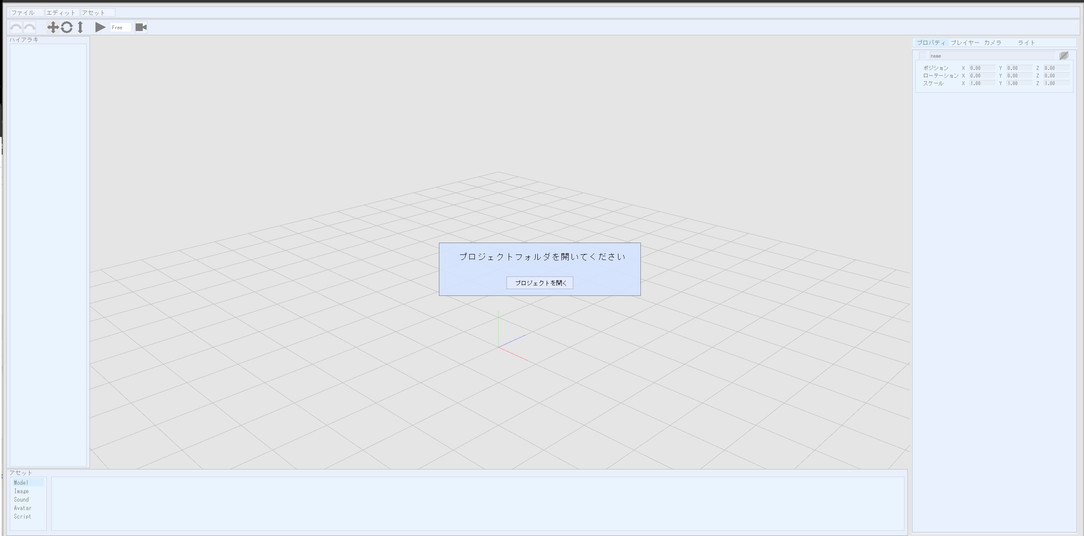 ファイル エディット アセット
Free
ハイアラキ
プロパティ プレイヤー カメラ ライト
name
ポジション X 0.00 Y 0.00 Z 0.00
ローテーション X 0.00 Y 0.00 Z 0.00
スケール X 1.00 Y 1.00 Z 1.00
プロジェクトフォルダを開いてください
プロジェクトを開く
アセット
Model
Image
Sound
Avatar
Script